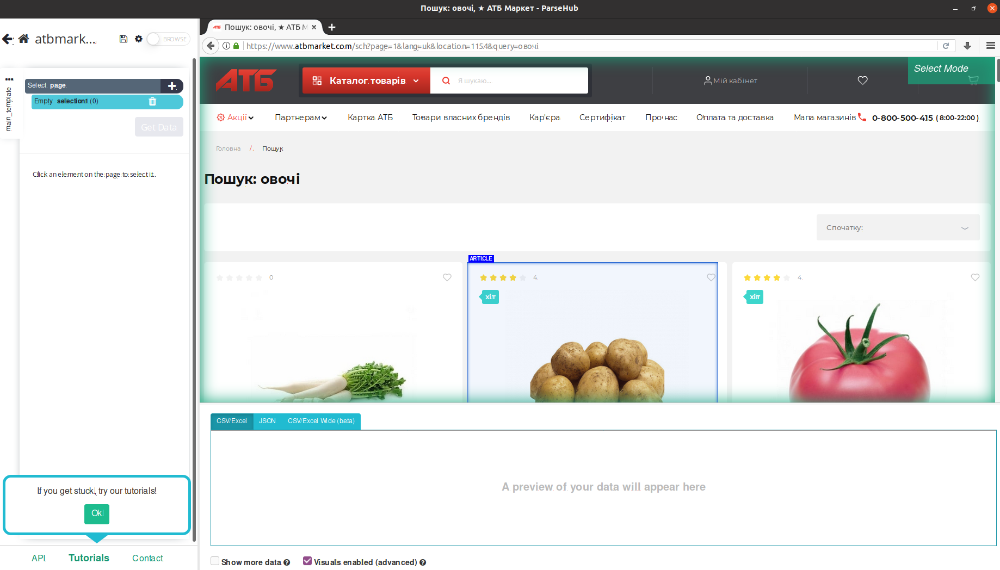 Пошук: овочі, ★ АТБ Маркет - ParseHub
atbmark...
BROWSE
Пошук: овочі, ★ АТБ М
https://www.atbmarket.com/sch?page=1&lang=uk&location=1154&query=овочі
main_template
Select page
Empty selection1 (0)
Get Data
Click an element on the page to select it.
АТБ
Каталог товарів
Я шукаю...
Мій кабінет
Select Mode
Акції
Партнерам
Картка АТБ
Товари власних брендів
Кар'єра
Сертифікат
Про нас
Оплата та доставка
Мапа магазинів
0-800-500-415 (8:00-22:00)
Головна / Пошук
Пошук: овочі
Спочатку:
ARTICLE
0
4
4
хіт
хіт
CSV/Excel
JSON
CSV/Excel Wide (beta)
A preview of your data will appear here
If you get stuck, try our tutorials!
Ok!
API
Tutorials
Contact
Show more data
Visuals enabled (advanced)